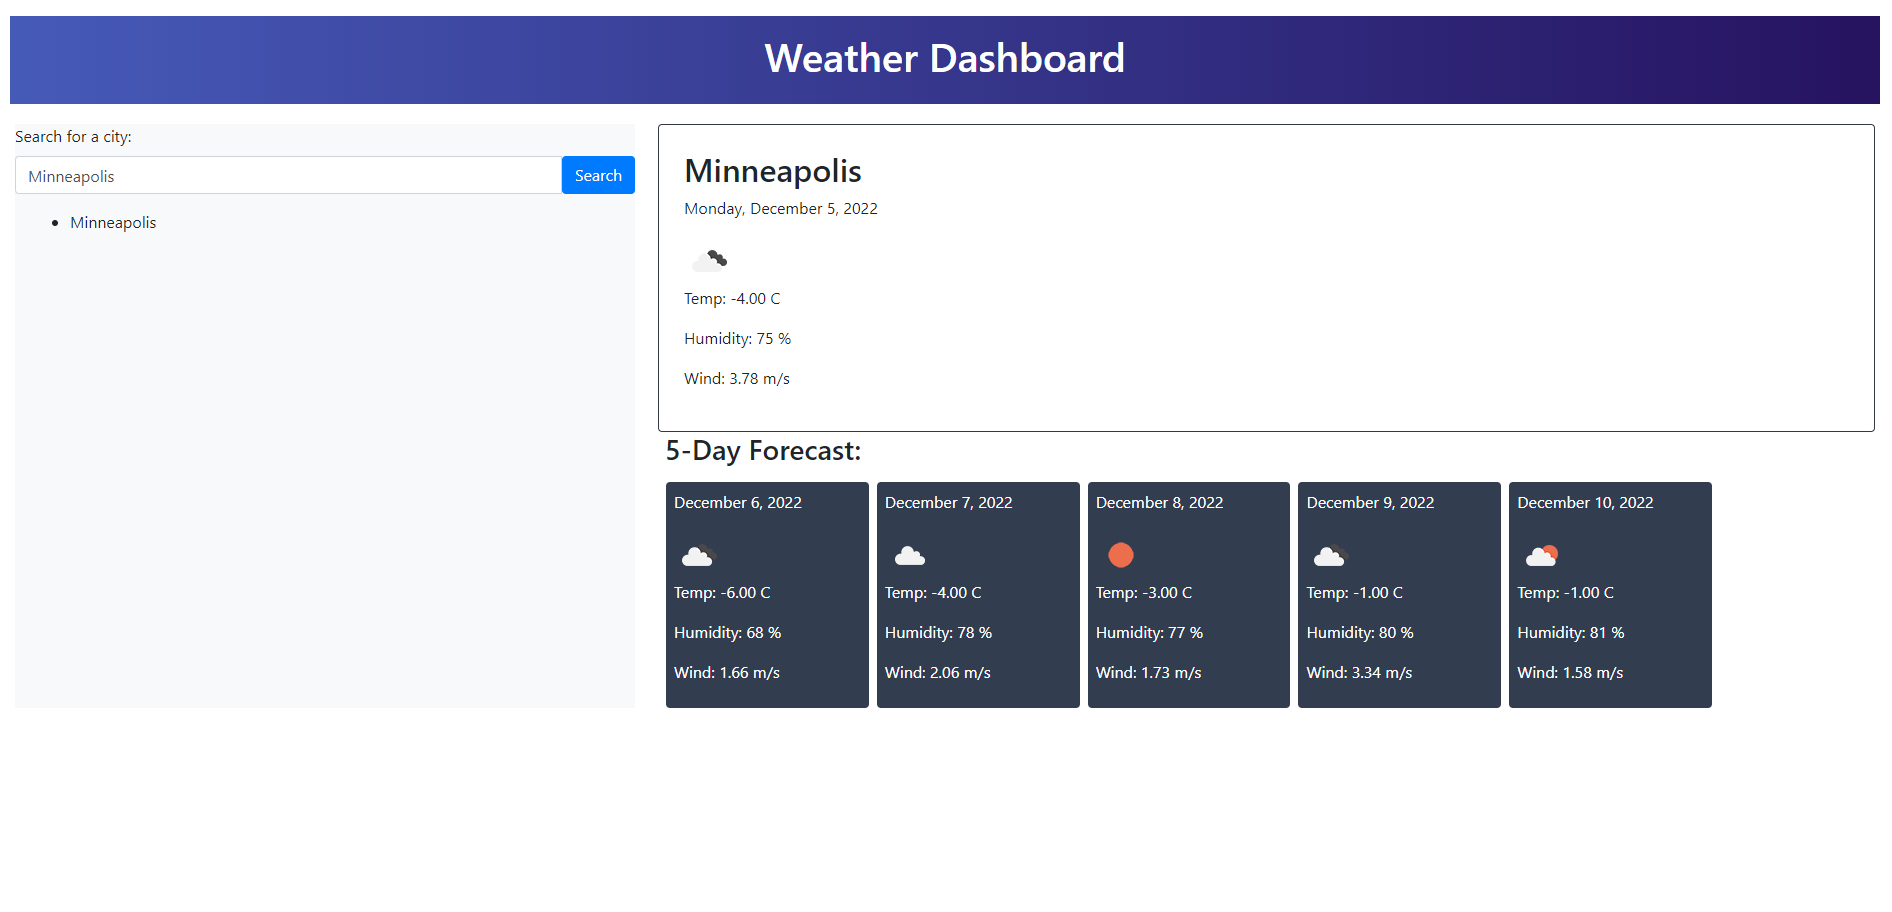 Weather Dashboard
Search for a city:
Minneapolis
Search
Minneapolis
Minneapolis
Monday, December 5, 2022
Temp: -4.00 C
Humidity: 75 %
Wind: 3.78 m/s
5-Day Forecast:
December 6, 2022
Temp: -6.00 C
Humidity: 68 %
Wind: 1.66 m/s
December 7, 2022
Temp: -4.00 C
Humidity: 78 %
Wind: 2.06 m/s
December 8, 2022
Temp: -3.00 C
Humidity: 77 %
Wind: 1.73 m/s
December 9, 2022
Temp: -1.00 C
Humidity: 80 %
Wind: 3.34 m/s
December 10, 2022
Temp: -1.00 C
Humidity: 81 %
Wind: 1.58 m/s